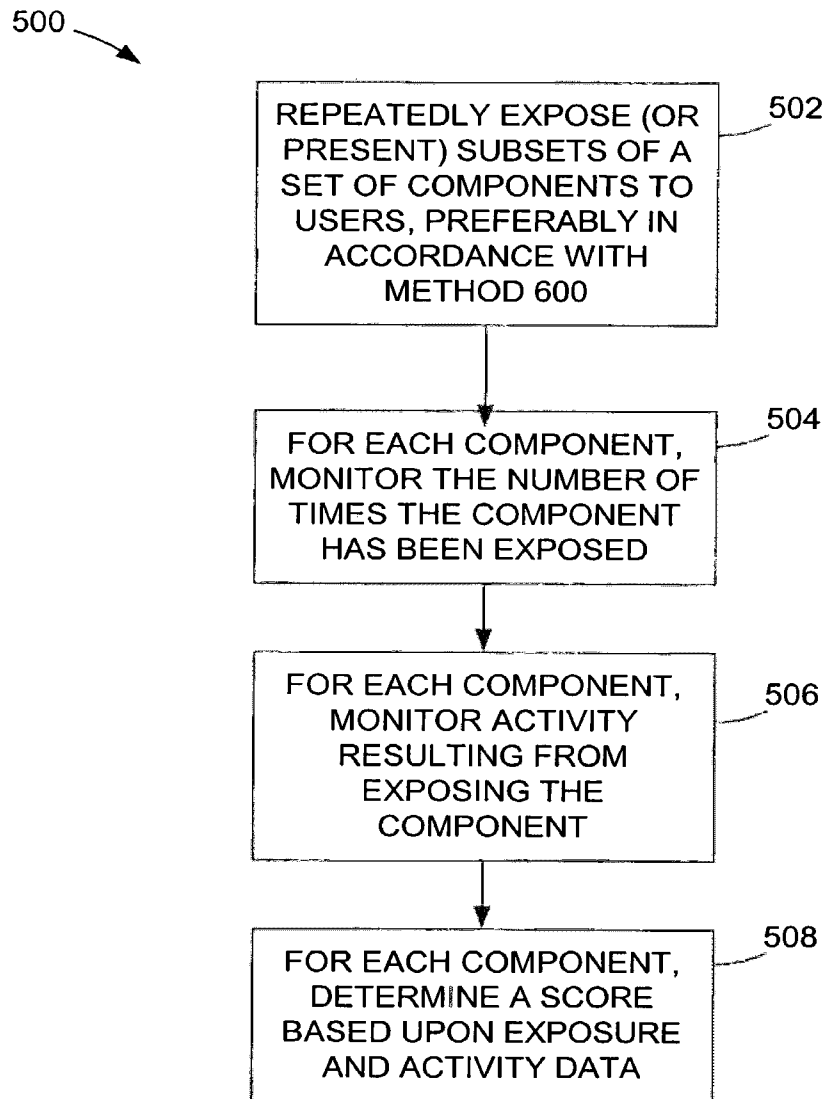 500
REPEATEDLY EXPOSE (OR
PRESENT) SUBSETS OF A
SET OF COMPONENTS TO
USERS, PREFERABLY IN
ACCORDANCE WITH
METHOD 600
502
FOR EACH COMPONENT,
MONITOR THE NUMBER OF
TIMES THE COMPONENT
HAS BEEN EXPOSED
504
FOR EACH COMPONENT,
MONITOR ACTIVITY
RESULTING FROM
EXPOSING THE
COMPONENT
506
FOR EACH COMPONENT,
DETERMINE A SCORE
BASED UPON EXPOSURE
AND ACTIVITY DATA
508